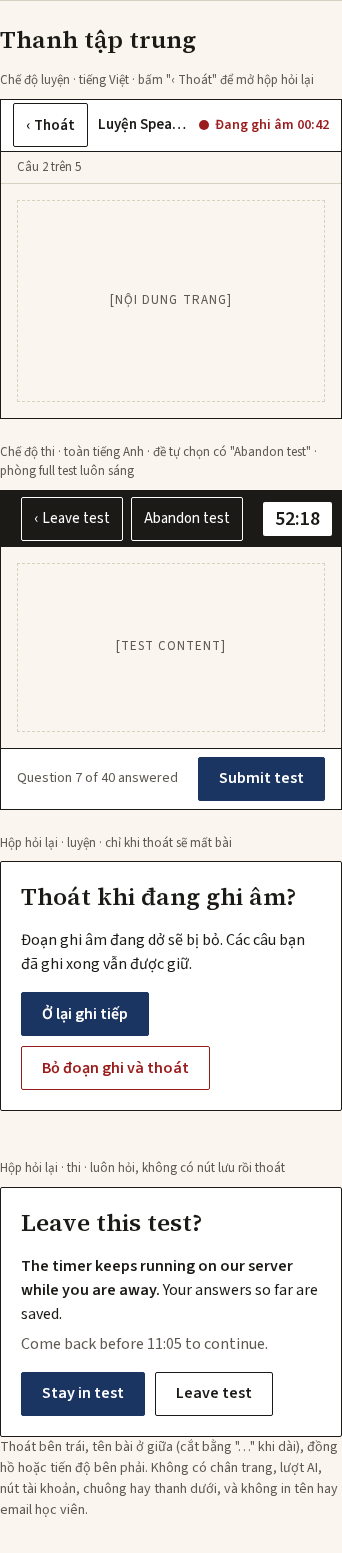 Thanh tập trung
Chế độ luyện · tiếng Việt · bấm "‹ Thoát" để mở hộp hỏi lại
‹ Thoát
Luyện Spea…
Đang ghi âm 00:42
Câu 2 trên 5
[NỘI DUNG TRANG]
Chế độ thi · toàn tiếng Anh · đề tự chọn có "Abandon test" ·
phòng full test luôn sáng
‹ Leave test
Abandon test
52:18
[TEST CONTENT]
Question 7 of 40 answered
Submit test
Hộp hỏi lại · luyện · chỉ khi thoát sẽ mất bài
Thoát khi đang ghi âm?
Đoạn ghi âm đang dở sẽ bị bỏ. Các câu bạn
đã ghi xong vẫn được giữ.
Ở lại ghi tiếp
Bỏ đoạn ghi và thoát
Hộp hỏi lại · thi · luôn hỏi, không có nút lưu rồi thoát
Leave this test?
The timer keeps running on our server
while you are away. Your answers so far are
saved.
Come back before 11:05 to continue.
Stay in test
Leave test
Thoát bên trái, tên bài ở giữa (cắt bằng "…" khi dài), đồng
hồ hoặc tiến độ bên phải. Không có chân trang, lượt AI,
nút tài khoản, chuông hay thanh dưới, và không in tên hay
email học viên.